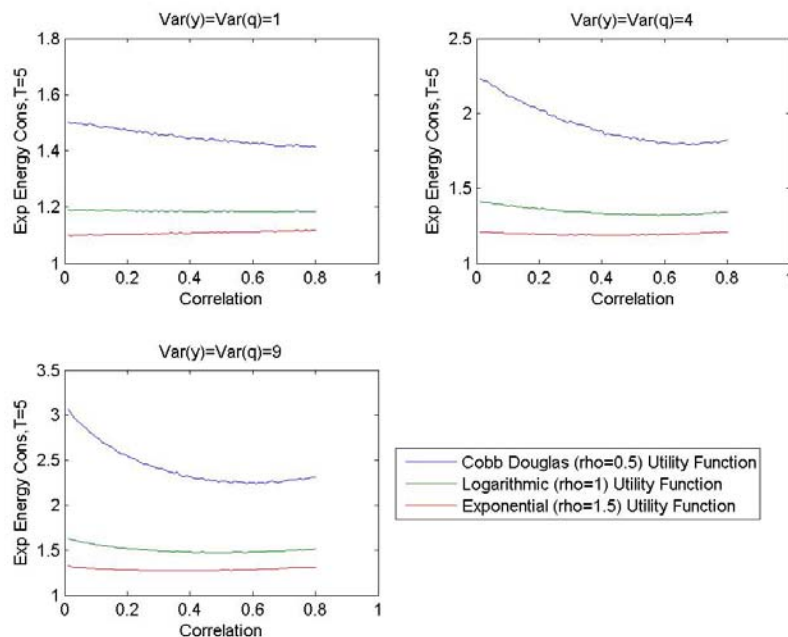 Var(y)=Var(q)=1
Exp Energy Cons,T=5
1.8
1.6
1.4
1.2
1
0
0.2
0.4
0.6
0.8
1
Correlation
Var(y)=Var(q)=4
Exp Energy Cons,T=5
2.5
2
1.5
1
0
0.2
0.4
0.6
0.8
1
Correlation
Var(y)=Var(q)=9
Exp Energy Cons,T=5
3.5
3
2.5
2
1.5
1
0
0.2
0.4
0.6
0.8
1
Correlation
Cobb Douglas (rho=0.5) Utility Function
Logarithmic (rho=1) Utility Function
Exponential (rho=1.5) Utility Function